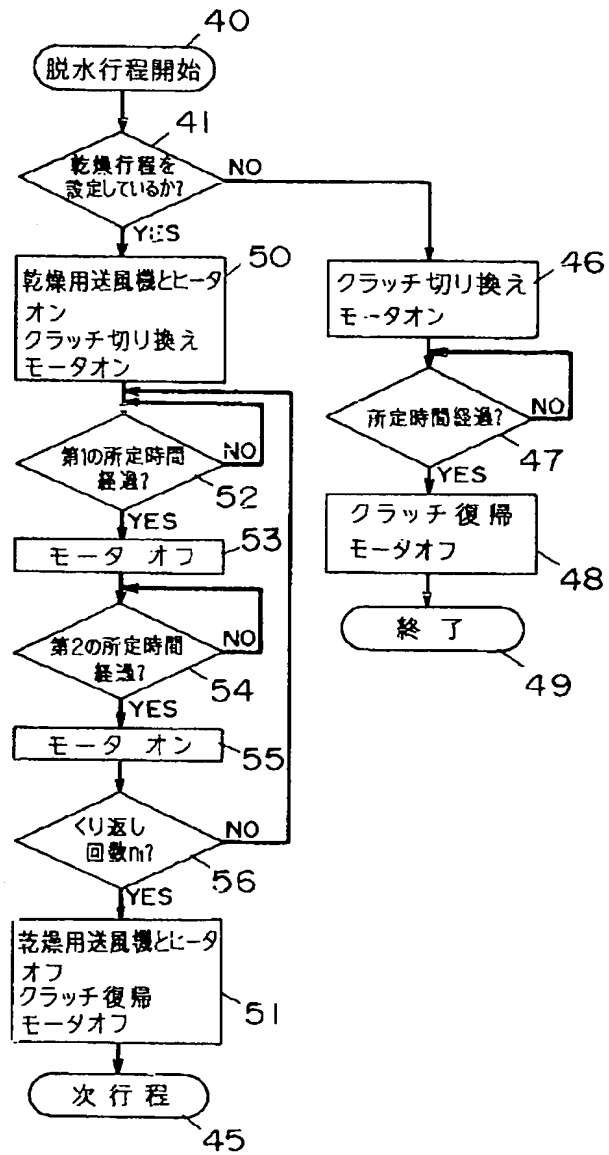 40
脱水行程開始
41
乾燥行程を
設定しているか?
NO
YES
50
乾燥用送風機とヒータ
オン
クラッチ切り換え
モータオン
第1の所定時間
経過?
NO
52
YES
53
モータ オフ
第2の所定時間
経過?
NO
54
YES
モータ オン
55
くり返し
回数n₁?
NO
56
YES
乾燥用送風機とヒータ
オフ
クラッチ復帰
モータオフ
51
次行程
45
46
クラッチ切り換え
モータオン
所定時間経過?
NO
47
YES
クラッチ復帰
モータオフ
48
終了
49